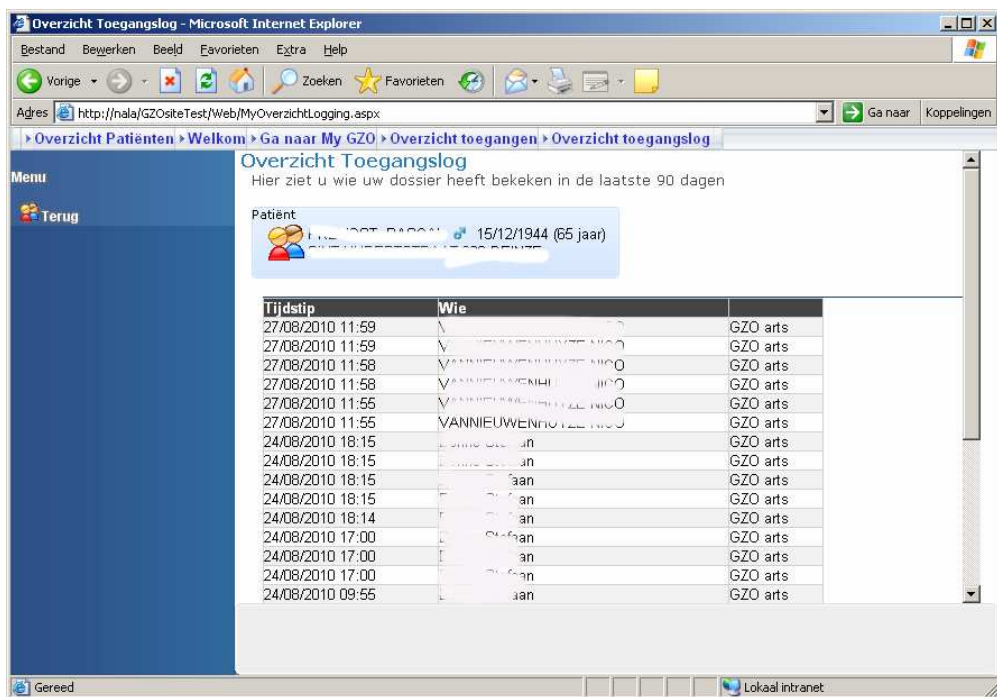 Overzicht Toegangslog - Microsoft Internet Explorer
Bestand Bewerken Beeld Favorieten Extra Help
Vorige Zoeken Favorieten
Adres http://nala/GZOsiteTest/Web/MyOverzichtLogging.aspx Ga naar Koppelingen
Overzicht Patiënten Welkom Ga naar My GZO Overzicht toegangen Overzicht toegangslog
Menu
Terug
Overzicht Toegangslog
Hier ziet u wie uw dossier heeft bekeken in de laatste 90 dagen
Patiënt
15/12/1944 (65 jaar)
Tijdstip Wie
27/08/2010 11:59 GZO arts
27/08/2010 11:59 GZO arts
27/08/2010 11:58 GZO arts
27/08/2010 11:58 GZO arts
27/08/2010 11:55 GZO arts
27/08/2010 11:55 GZO arts
24/08/2010 18:15 GZO arts
24/08/2010 18:15 GZO arts
24/08/2010 18:15 GZO arts
24/08/2010 18:15 GZO arts
24/08/2010 18:14 GZO arts
24/08/2010 17:00 GZO arts
24/08/2010 17:00 GZO arts
24/08/2010 17:00 GZO arts
24/08/2010 09:55 GZO arts
Gereed Lokaal intranet